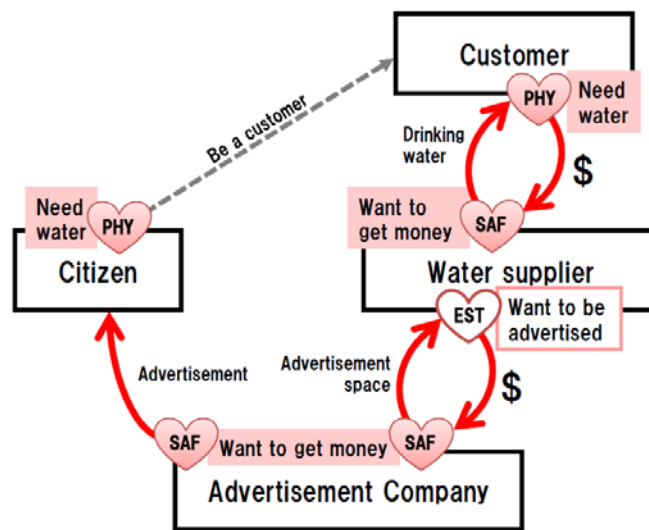 Customer
PHY
Need
water
Be a customer
Drinking
water
$
Need
water
PHY
Want to
get money
SAF
Citizen
Water supplier
EST
Want to be
advertised
Advertisement
Advertisement
space
$
SAF
Want to get money
SAF
Advertisement Company